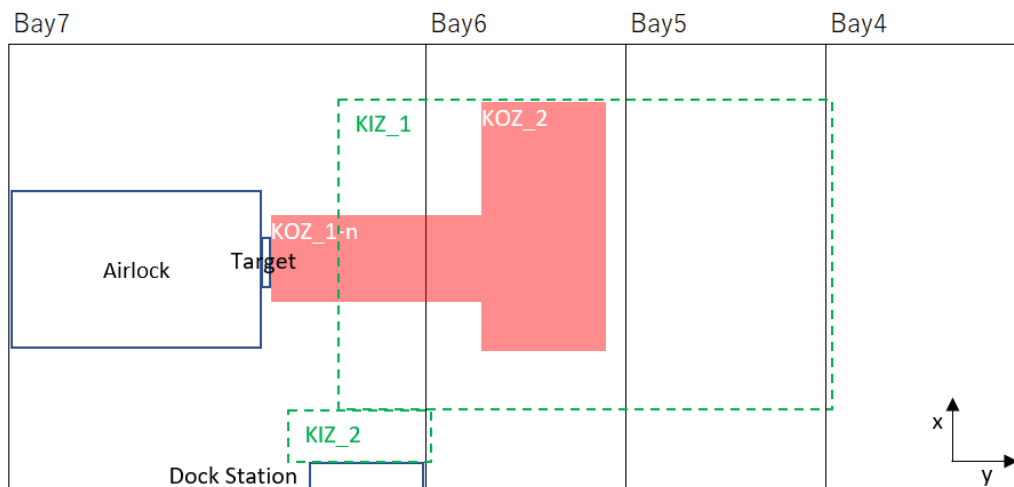 Bay7
Bay6
Bay5
Bay4
KIZ_1
KOZ_2
KOZ_1-n
Target
Airlock
KIZ_2
Dock Station
x
y